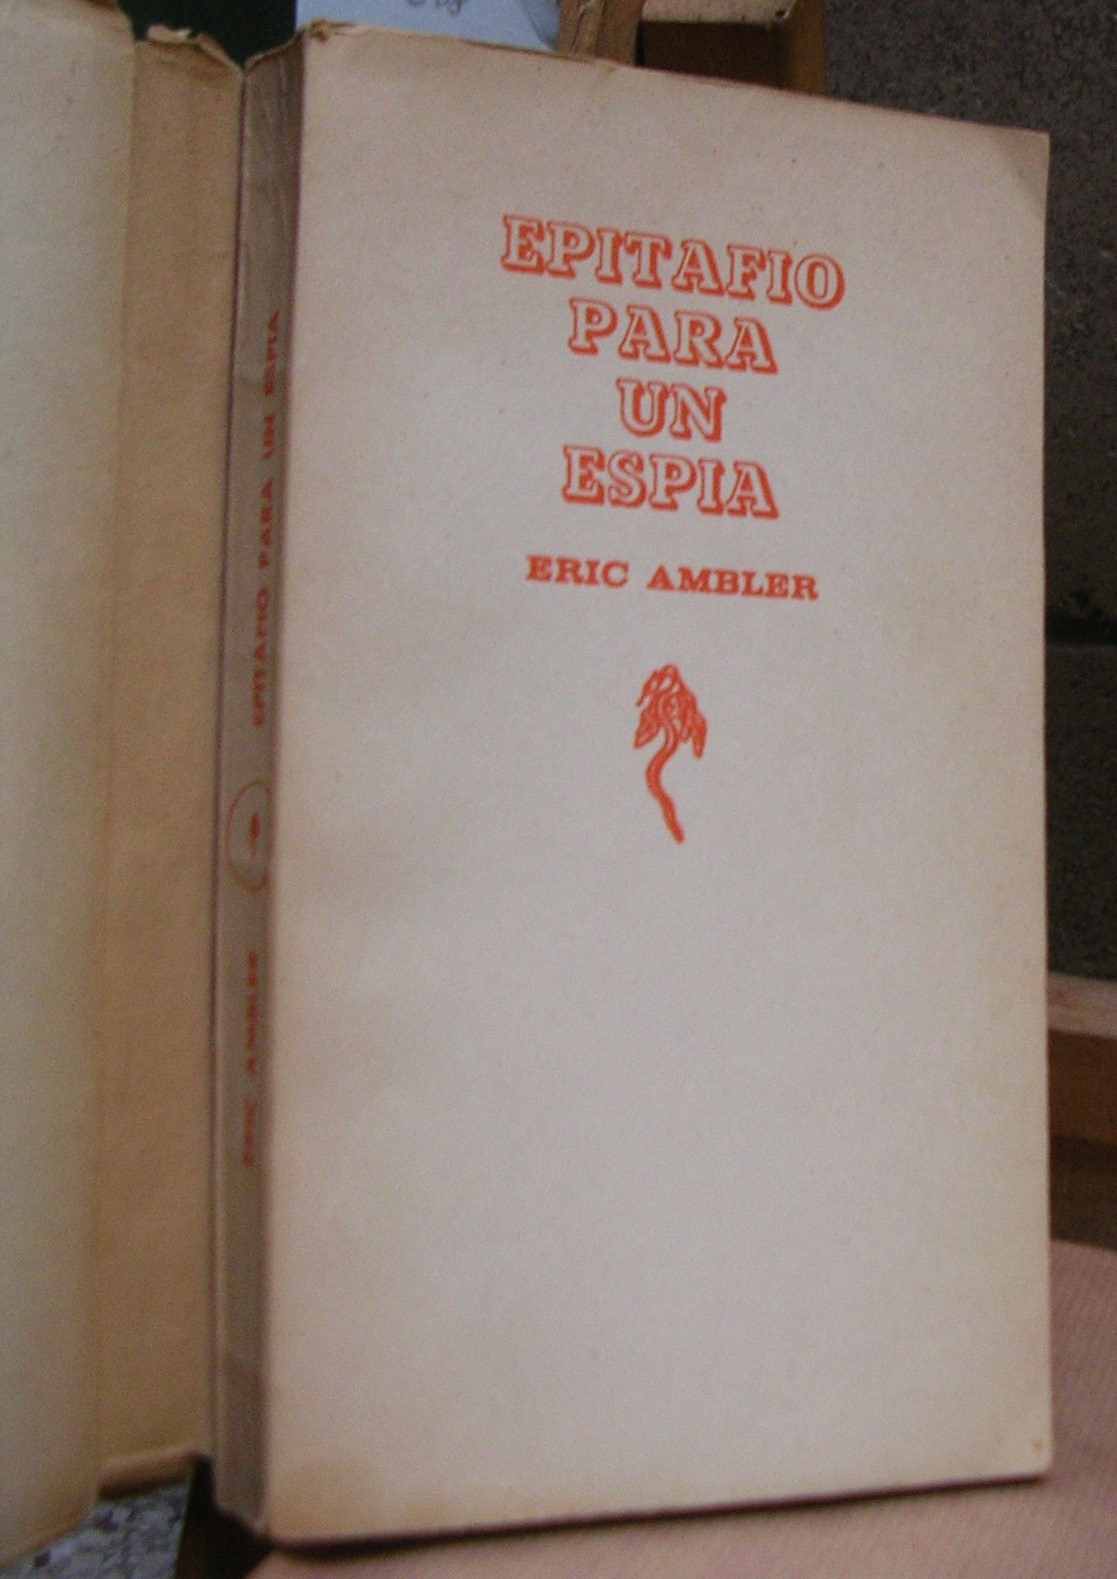 EPITAFIO
PARA
UN
ESPIA
ERIC AMBLER
EPITAFIO PARA UN ESPIA
ERIC AMBLER